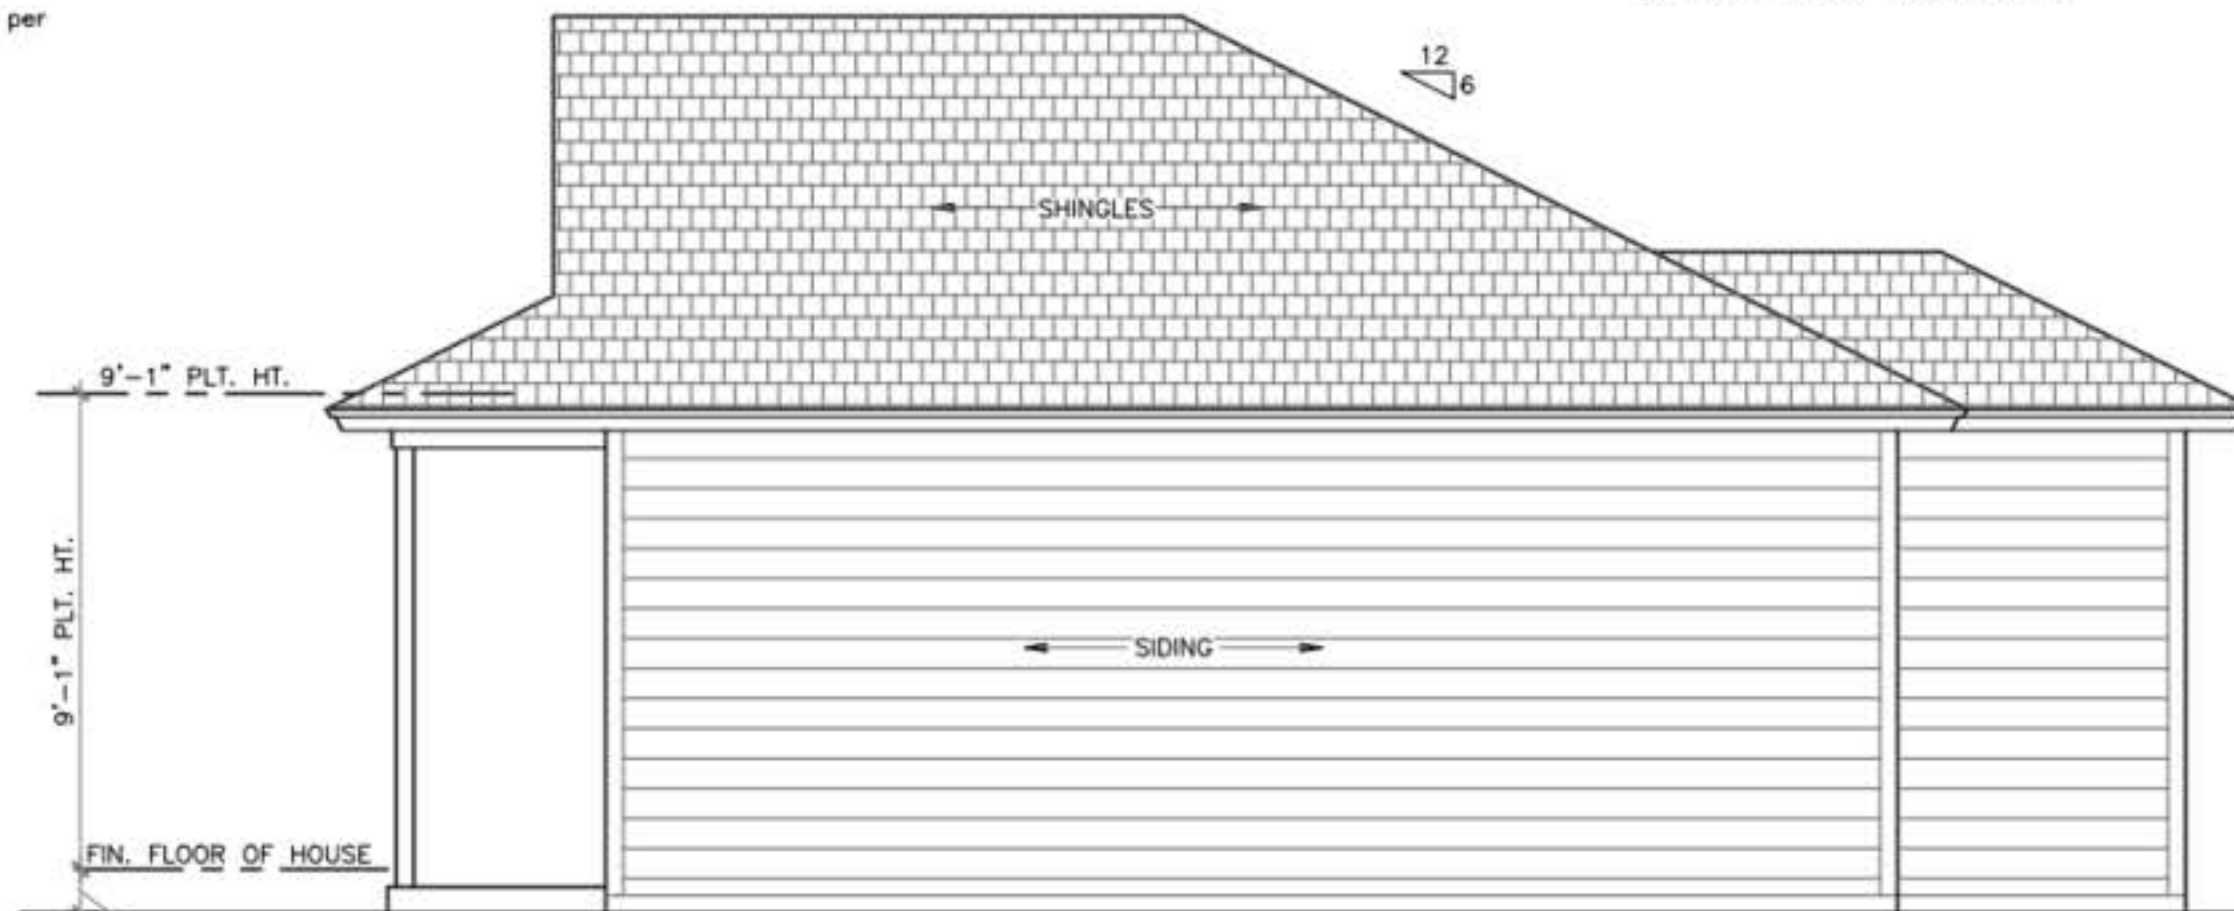 per
12
6
SHINGLES
9'-1" PLT. HT.
9'-1" PLT. HT.
SIDING
FIN. FLOOR OF HOUSE